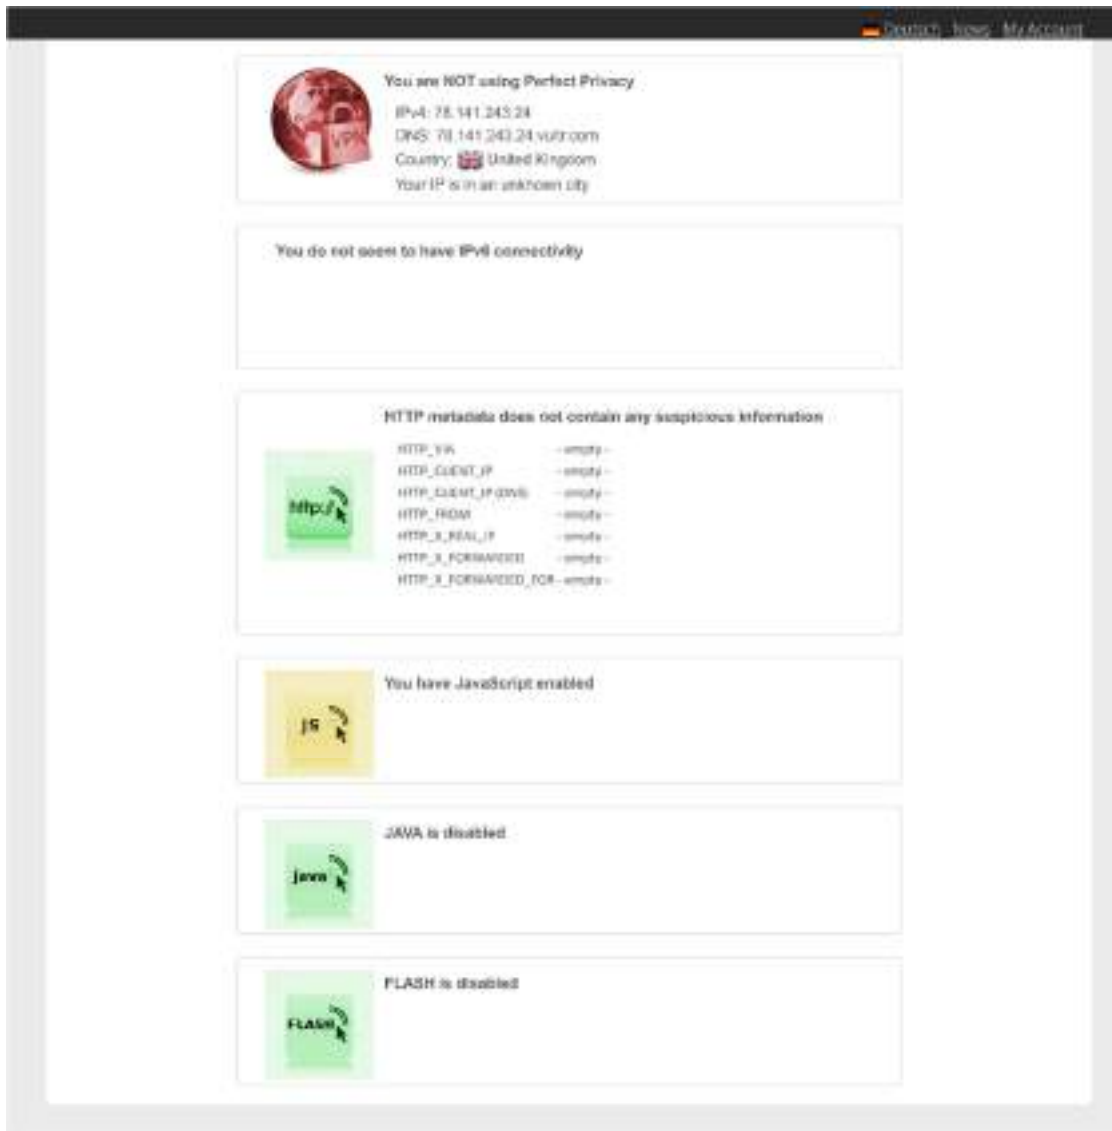 Deutsch News My Account
You are NOT using Perfect Privacy
IPv4: 78.141.243.24
DNS: 78.141.243.24.vultr.com
Country: United Kingdom
Your IP is in an unknown city
VPN
You do not seem to have IPv6 connectivity
HTTP metadata does not contain any suspicious information
http://
HTTP_VIA - empty -
HTTP_CLIENT_IP - empty -
HTTP_CLIENT_IP (DNS) - empty -
HTTP_FROM - empty -
HTTP_X_REAL_IP - empty -
HTTP_X_FORWARDED - empty -
HTTP_X_FORWARDED_FOR - empty -
You have JavaScript enabled
JS
JAVA is disabled
java
FLASH is disabled
FLASH